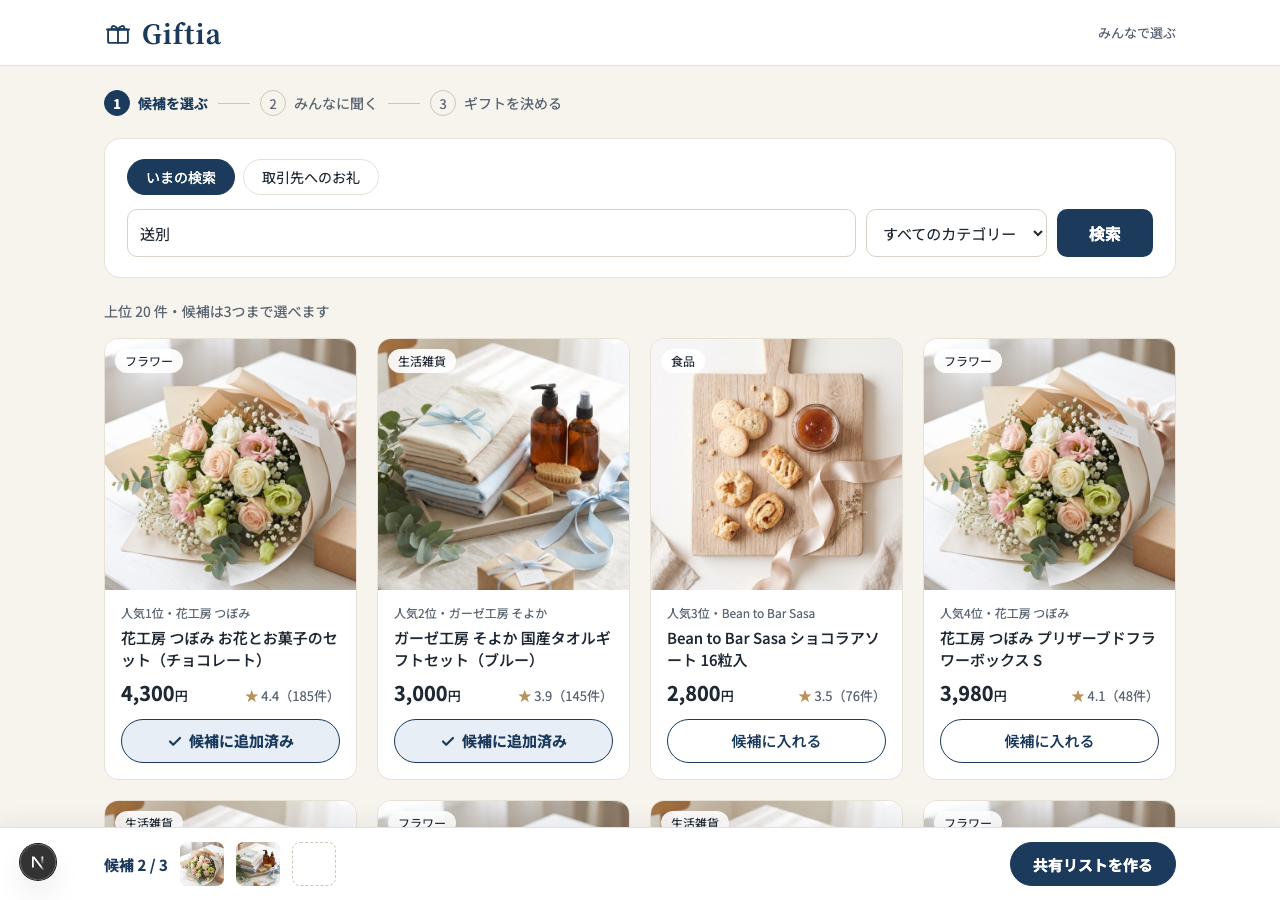 Giftia
みんなで選ぶ
1 候補を選ぶ 2 みんなに聞く 3 ギフトを決める
いまの検索 取引先へのお礼
送別 すべてのカテゴリー 検索
上位 20 件・候補は3つまで選べます
フラワー
人気1位・花工房 つぼみ
花工房 つぼみ お花とお菓子のセ
ット（チョコレート）
4,300円 ★ 4.4（185件）
候補に追加済み
生活雑貨
人気2位・ガーゼ工房 そよか
ガーゼ工房 そよか 国産タオルギ
フトセット（ブルー）
3,000円 ★ 3.9（145件）
候補に追加済み
食品
人気3位・Bean to Bar Sasa
Bean to Bar Sasa ショコラアソ
ート 16粒入
2,800円 ★ 3.5（76件）
候補に入れる
フラワー
人気4位・花工房 つぼみ
花工房 つぼみ プリザーブドフラ
ワーボックス S
3,980円 ★ 4.1（48件）
候補に入れる
生活雑貨 フラワー 生活雑貨 フラワー
N
候補 2 / 3
共有リストを作る